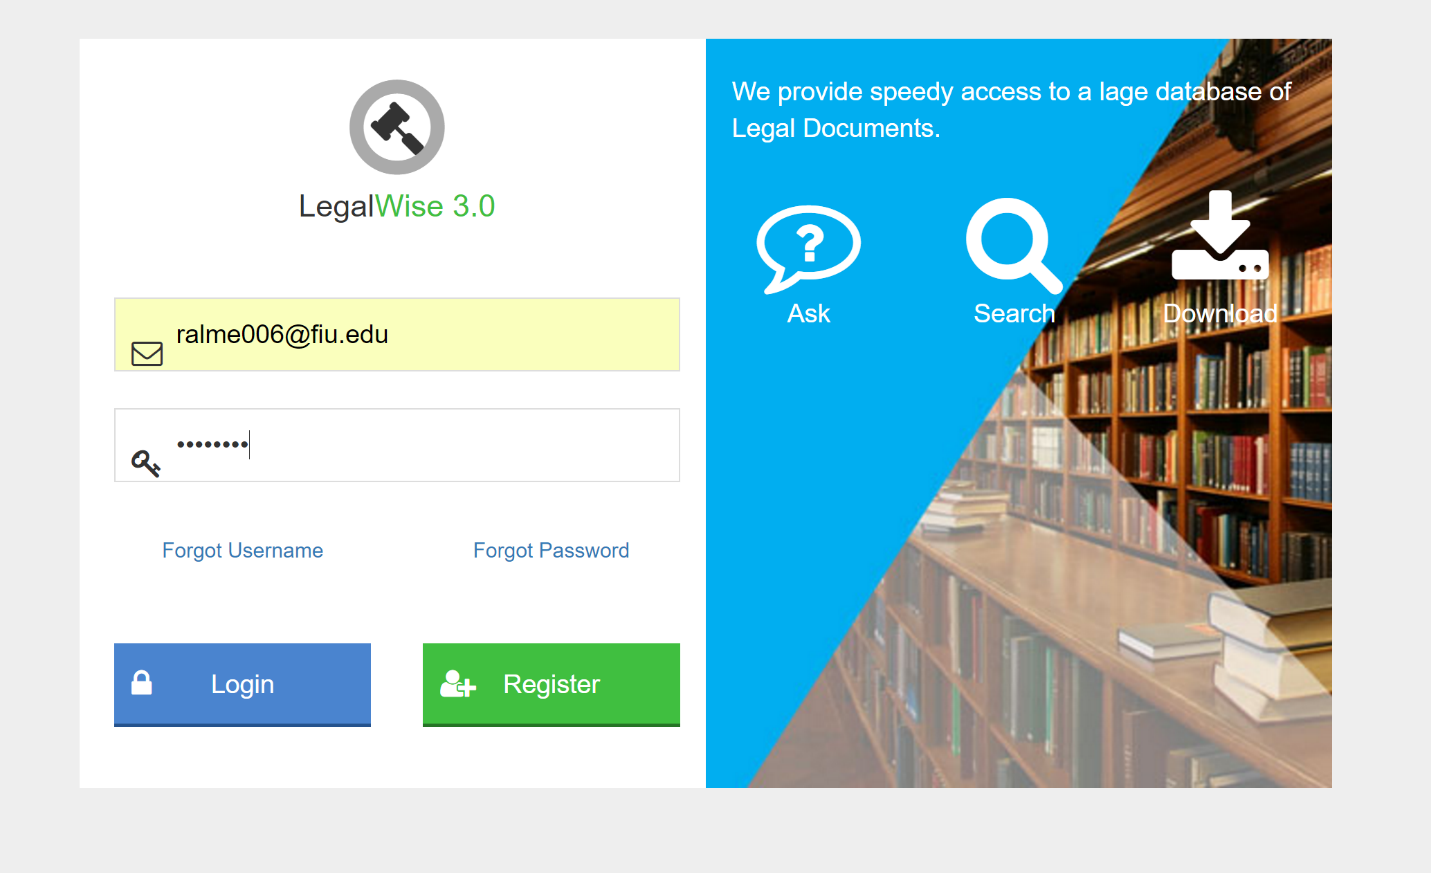 LegalWise 3.0
ralme006@fiu.edu
••••••••
Forgot Username
Forgot Password
Login
Register
We provide speedy access to a lage database of
Legal Documents.
Ask
Search
Download